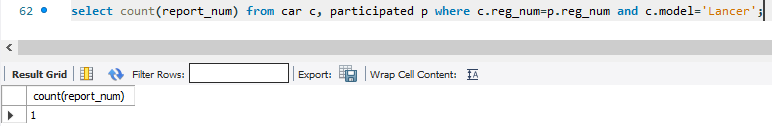 62 select count(report_num) from car c, participated p where c.reg_num=p.reg_num and c.model='Lancer';
Result Grid Filter Rows: Export: Wrap Cell Content: IA
count(report_num)
1